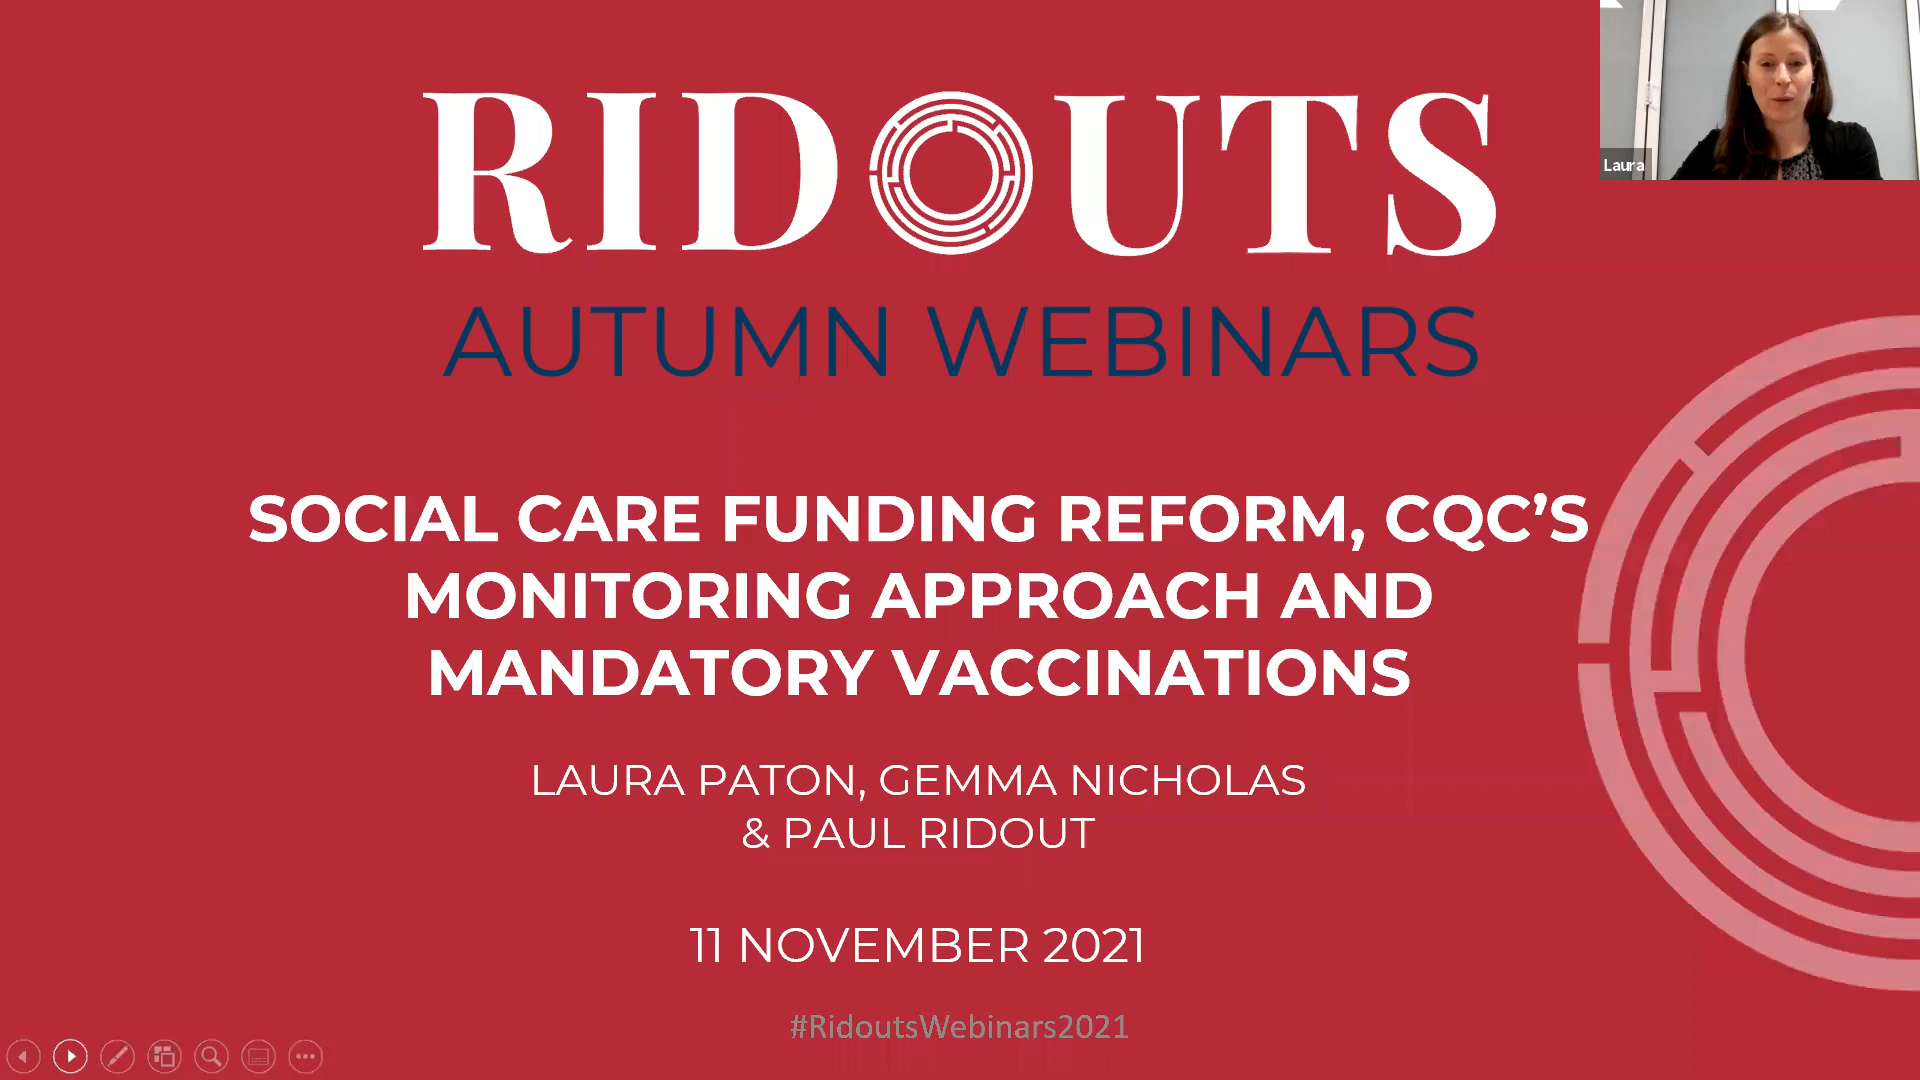 RIDOUTS
Laura
AUTUMN WEBINARS
SOCIAL CARE FUNDING REFORM, CQC’S
MONITORING APPROACH AND
MANDATORY VACCINATIONS
LAURA PATON, GEMMA NICHOLAS
& PAUL RIDOUT
11 NOVEMBER 2021
#RidoutsWebinars2021